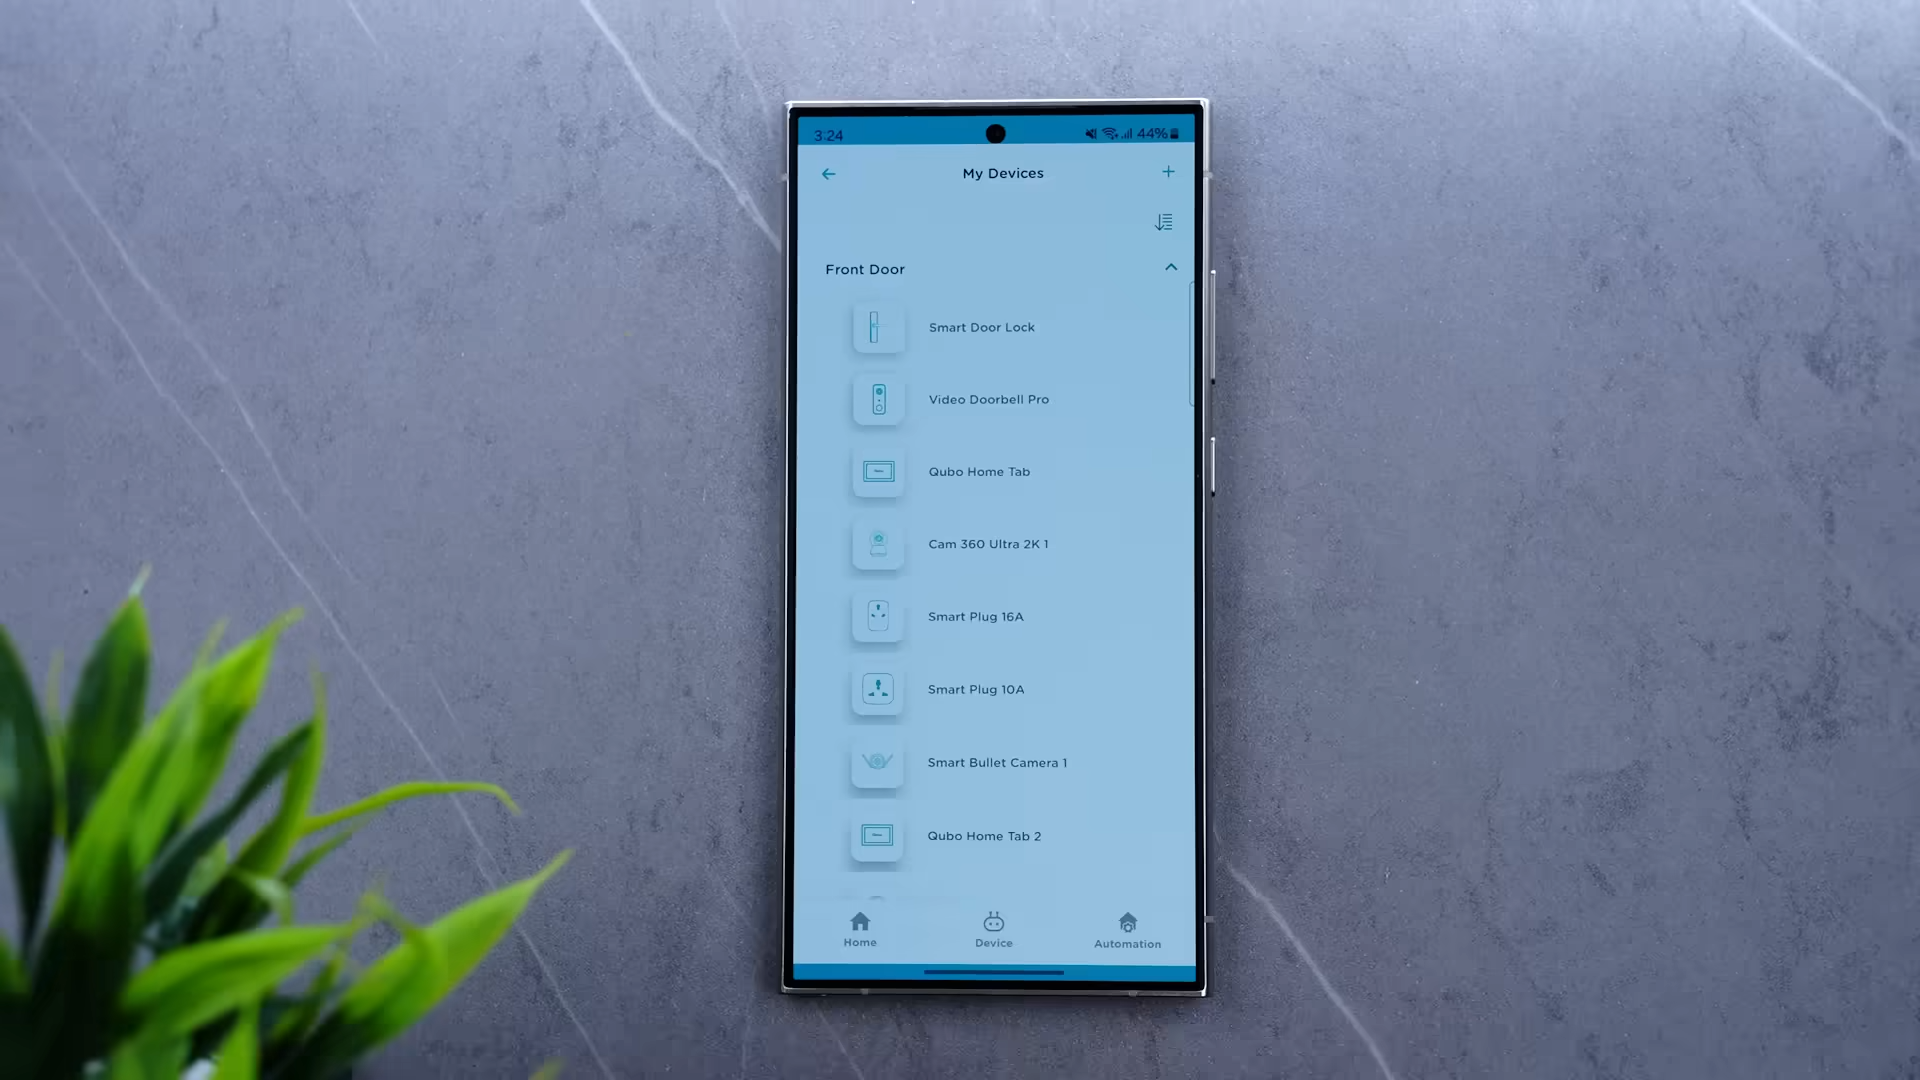 3:24
44%
My Devices
Front Door
Smart Door Lock
Video Doorbell Pro
Qubo Home Tab
Cam 360 Ultra 2K 1
Smart Plug 16A
Smart Plug 10A
Smart Bullet Camera 1
Qubo Home Tab 2
Home
Device
Automation